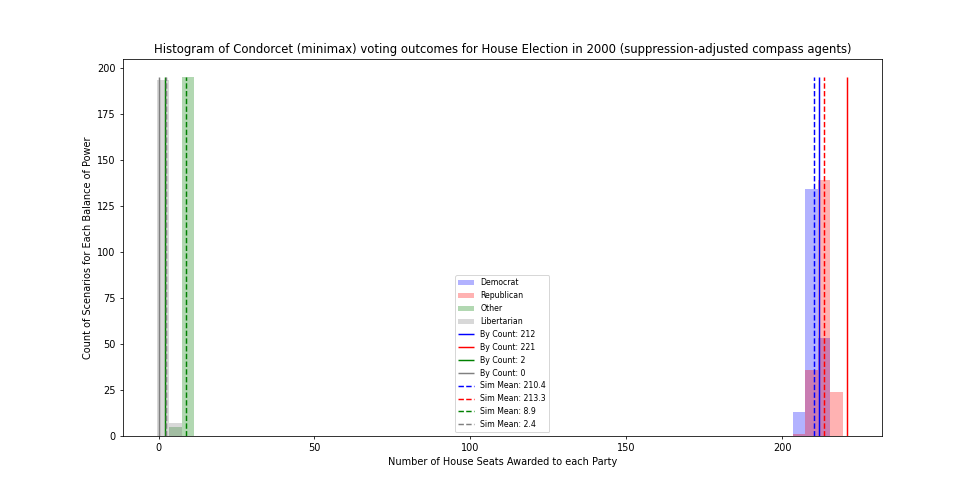 Histogram of Condorcet (minimax) voting outcomes for House Election in 2000 (suppression-adjusted compass agents)
200
175
150
125
100
75
50
25
0
Count of Scenarios for Each Balance of Power
Democrat
Republican
Other
Libertarian
By Count: 212
By Count: 221
By Count: 2
By Count: 0
Sim Mean: 210.4
Sim Mean: 213.3
Sim Mean: 8.9
Sim Mean: 2.4
0 50 100 150 200
Number of House Seats Awarded to each Party